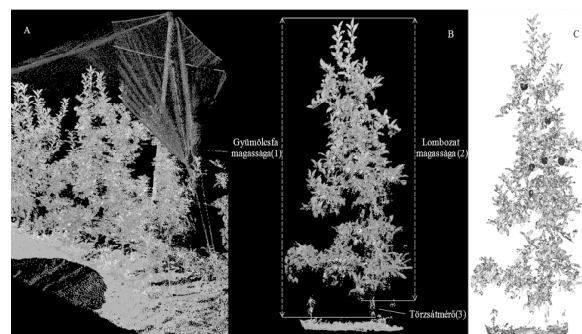 A
B
C
Gyümölcsfa
magassága(1)
Lombozat
magassága (2)
Törzsátmérő(3)